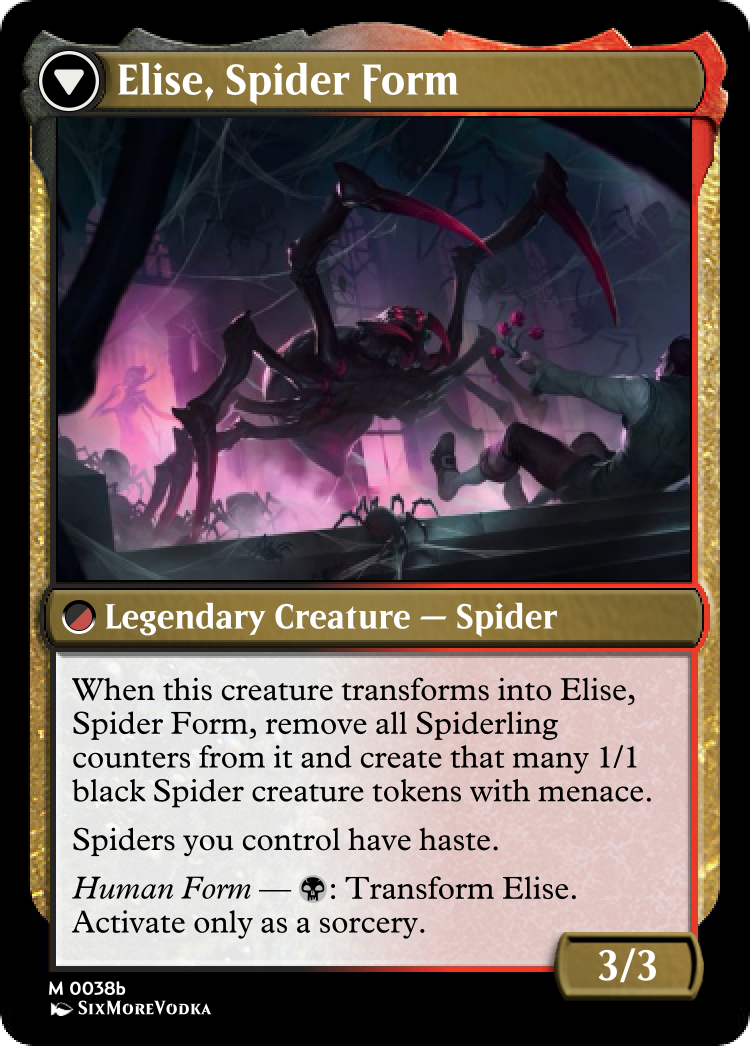 Elise, Spider Form
Legendary Creature — Spider
When this creature transforms into Elise,
Spider Form, remove all Spiderling
counters from it and create that many 1/1
black Spider creature tokens with menace.
Spiders you control have haste.
Human Form — : Transform Elise.
Activate only as a sorcery.
3/3
M 0038b
SixMoreVodka